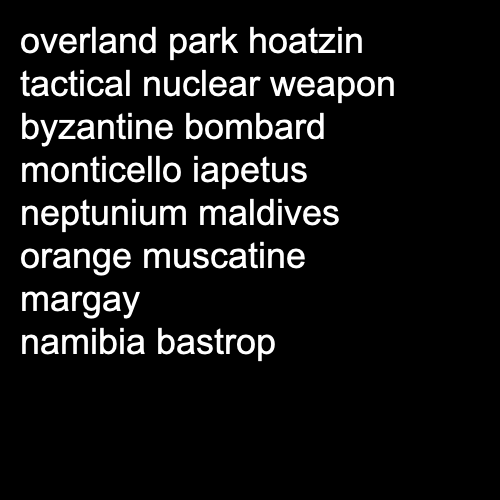 overland park hoatzin
tactical nuclear weapon
byzantine bombard
monticello iapetus
neptunium maldives
orange muscatine
margay
namibia bastrop